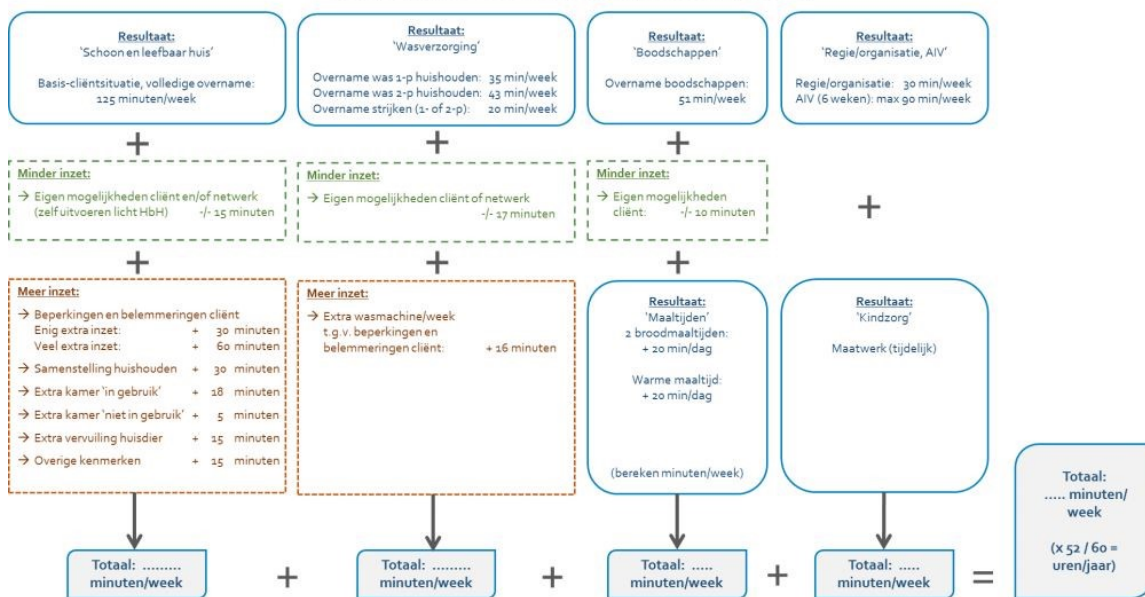 Resultaat:
'Schoon en leefbaar huis'
Basis-cliëntsituatie, volledige overname:
125 minuten/week
Resultaat:
'Wasverzorging'
Overname was 1-p huishouden: 35 min/week
Overname was 2-p huishouden: 43 min/week
Overname strijken (1- of 2-p): 20 min/week
Resultaat:
'Boodschappen'
Overname boodschappen:
51 min/week
Resultaat:
'Regie/organisatie, AIV'
Regie/organisatie: 30 min/week
AIV (6 weken): max 90 min/week
+
+
+
Minder inzet:
→ Eigen mogelijkheden cliënt en/of netwerk
(zelf uitvoeren licht HbH) -/- 15 minuten
Minder inzet:
→ Eigen mogelijkheden cliënt of netwerk
-/- 17 minuten
Minder inzet:
→ Eigen mogelijkheden
cliënt: -/- 10 minuten
+
+
+
+
Meer inzet:
→ Beperkingen en belemmeringen cliënt
Enig extra inzet: + 30 minuten
Veel extra inzet: + 60 minuten
→ Samenstelling huishouden + 30 minuten
→ Extra kamer 'in gebruik' + 18 minuten
→ Extra kamer 'niet in gebruik' + 5 minuten
→ Extra vervuiling huisdier + 15 minuten
→ Overige kenmerken + 15 minuten
Meer inzet:
→ Extra wasmachine/week
t.g.v. beperkingen en
belemmeringen cliënt: + 16 minuten
Resultaat:
'Maaltijden'
2 broodmaaltijden:
+ 20 min/dag
Warme maaltijd:
+ 20 min/dag
(bereken minuten/week)
Resultaat:
'Kindzorg'
Maatwerk (tijdelijk)
Totaal: .........
minuten/week
+
Totaal: .........
minuten/week
+
Totaal: .....
minuten/week
+
Totaal: .....
minuten/week
=
Totaal:
..... minuten/
week
(x 52 / 60 =
uren/jaar)